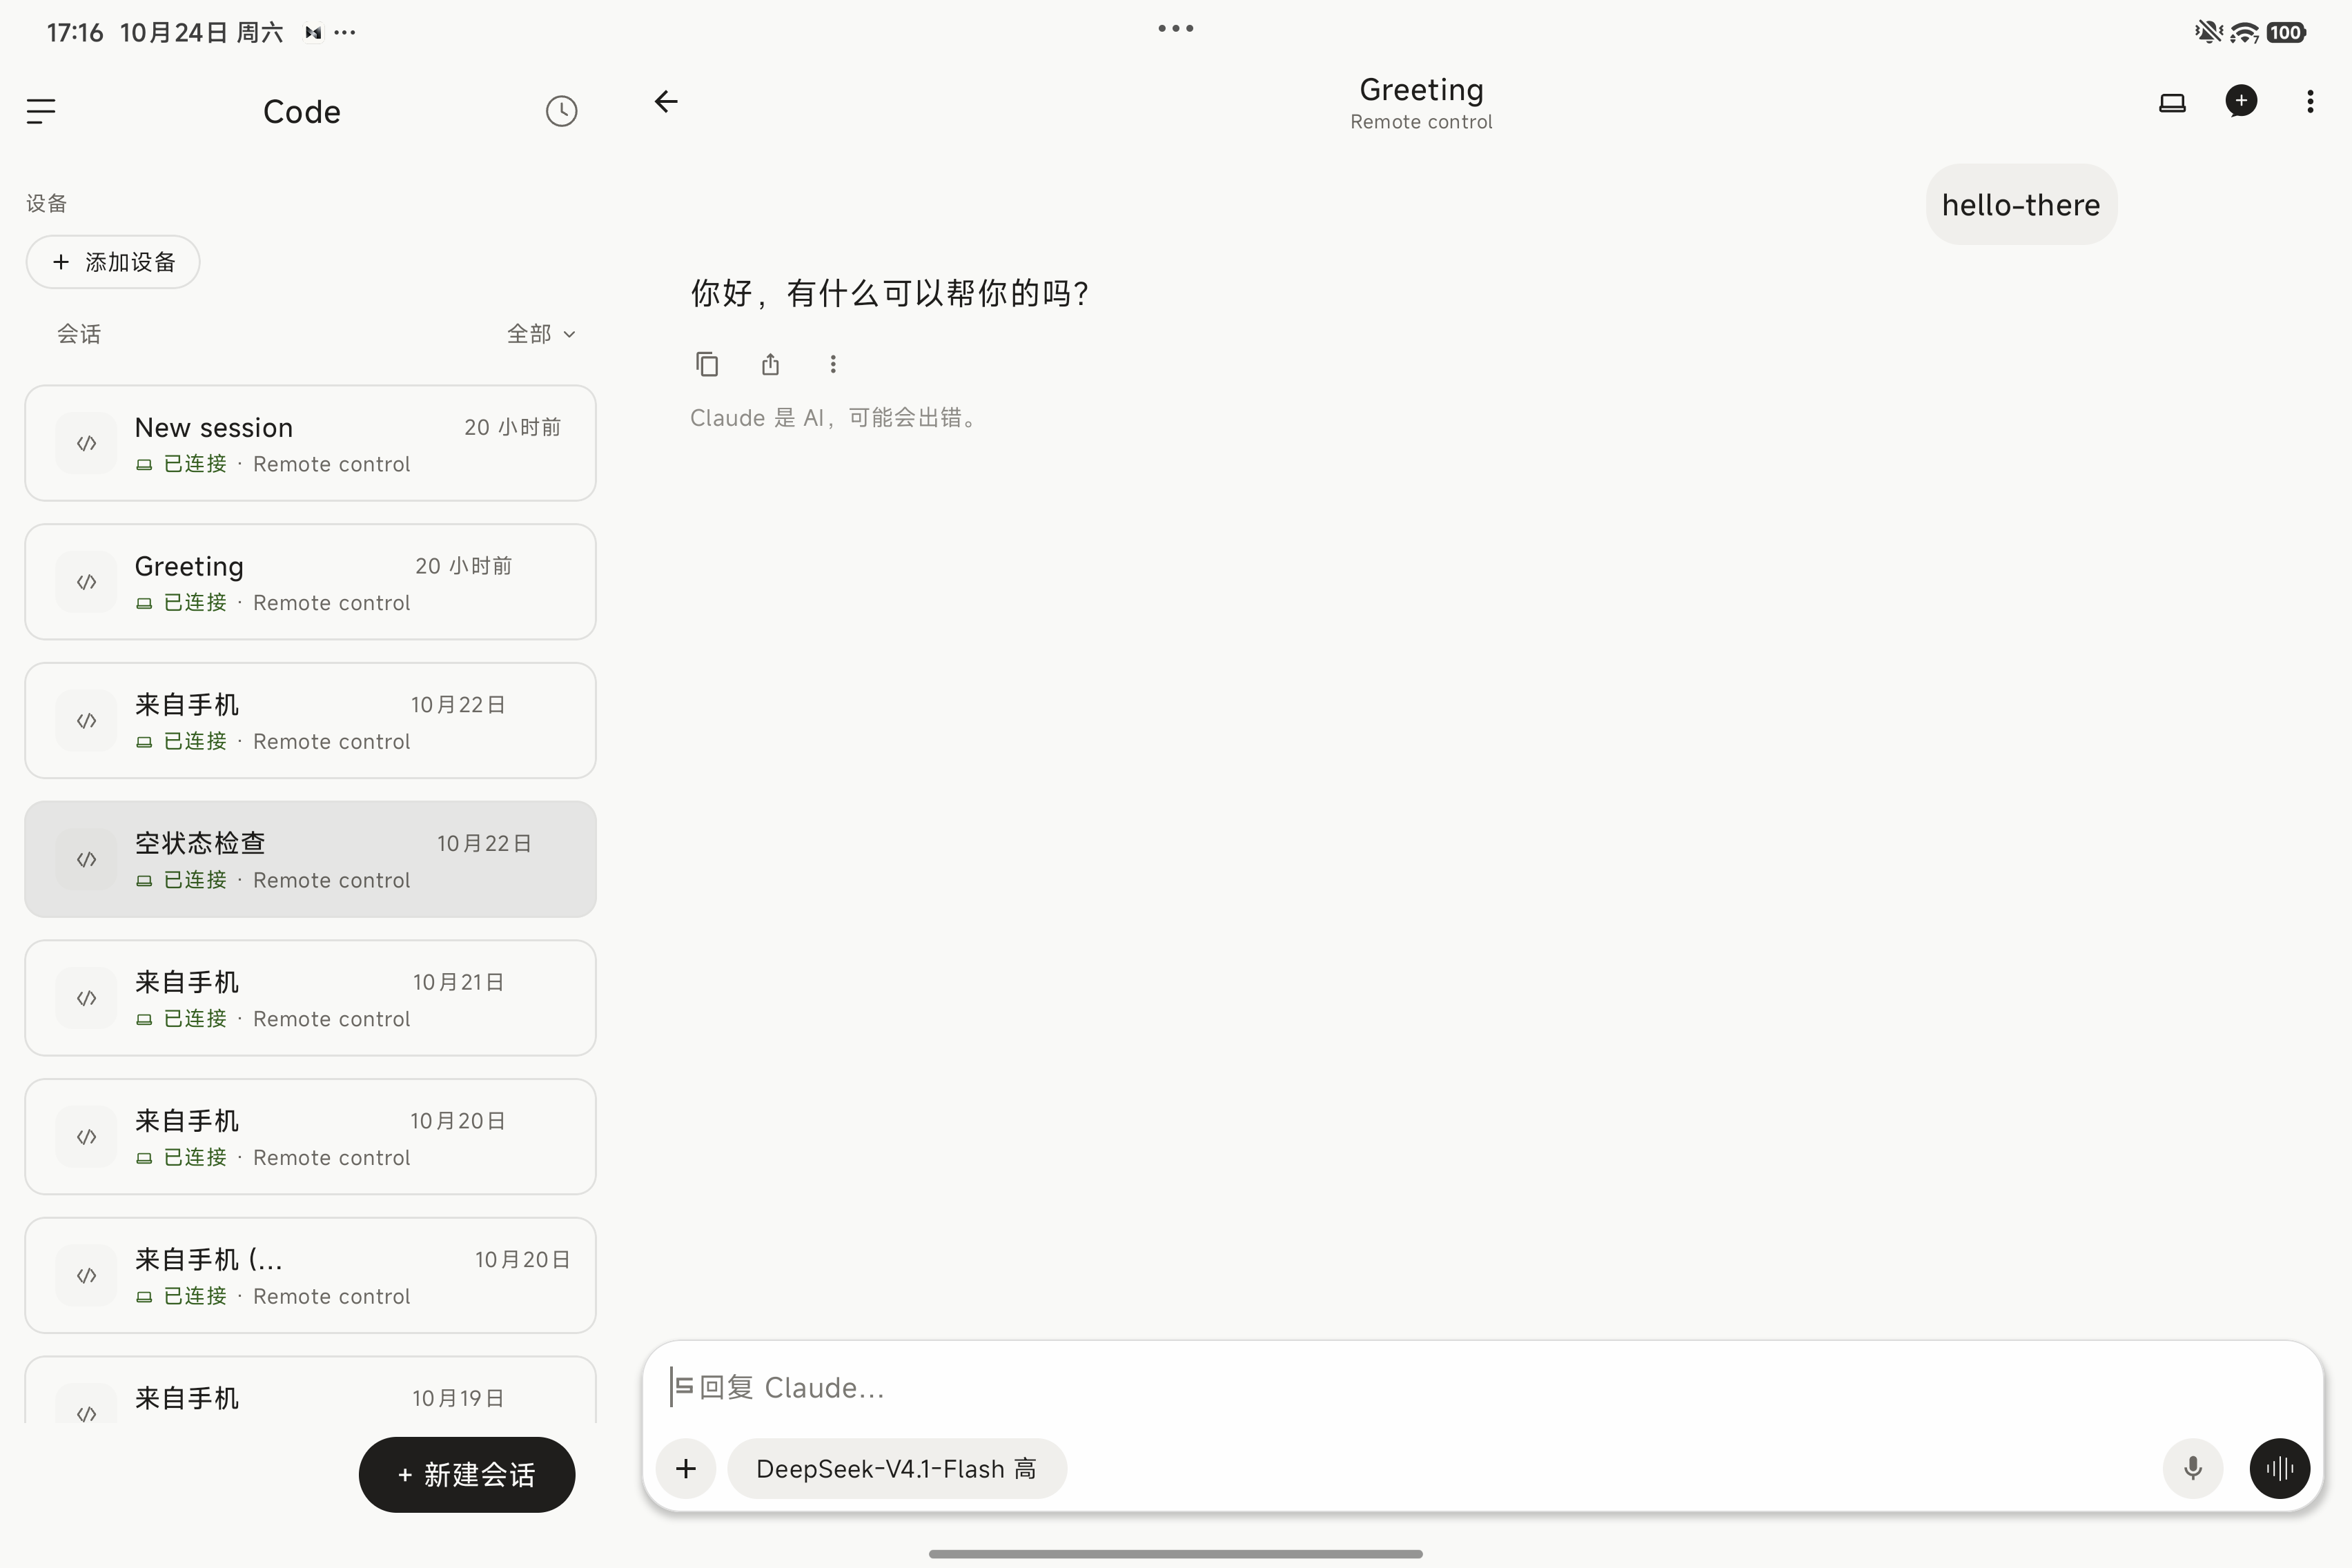 17:16 10月24日 周六
100
Code
设备
+ 添加设备
会话 全部
New session 20 小时前
已连接 · Remote control
Greeting 20 小时前
已连接 · Remote control
来自手机 10月22日
已连接 · Remote control
空状态检查 10月22日
已连接 · Remote control
来自手机 10月21日
已连接 · Remote control
来自手机 10月20日
已连接 · Remote control
来自手机 (... 10月20日
已连接 · Remote control
来自手机 10月19日
+ 新建会话
Greeting
Remote control
hello-there
你好，有什么可以帮你的吗？
Claude 是 AI，可能会出错。
回复 Claude...
DeepSeek-V4.1-Flash 高